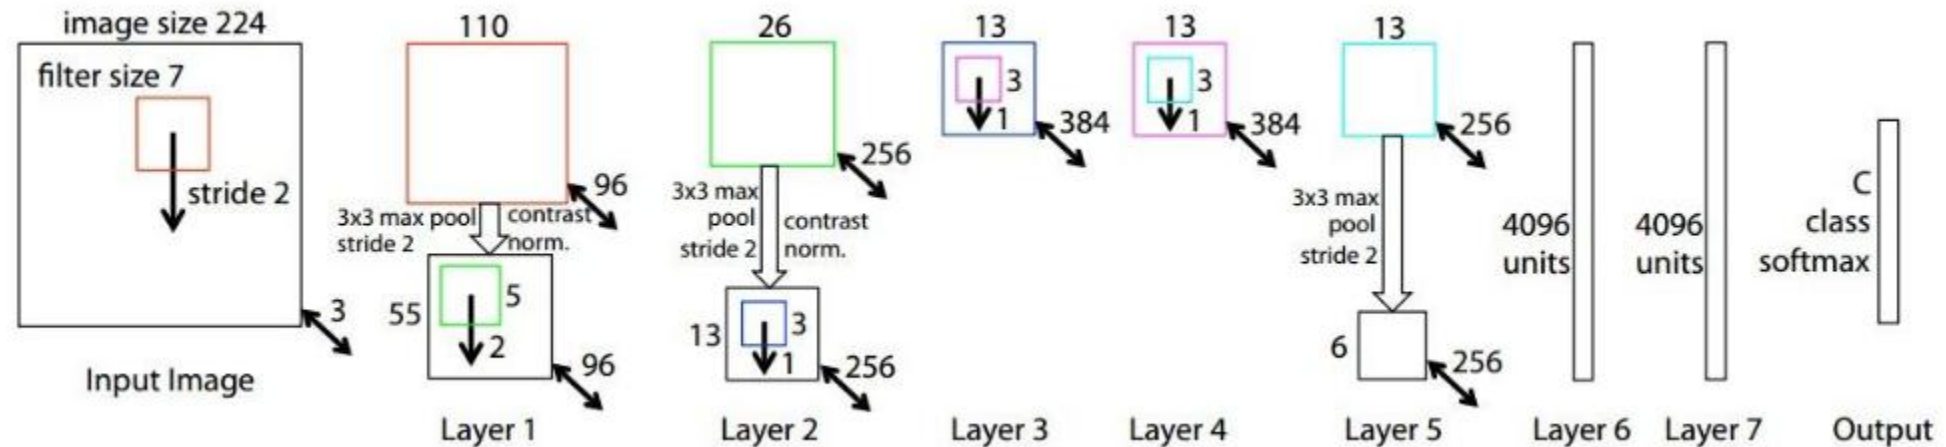 image size 224
filter size 7
stride 2
3
Input Image
110
96
3x3 max pool
stride 2
contrast
norm.
55
5
2
96
Layer 1
26
256
3x3 max
pool
stride 2
contrast
norm.
13
3
1
256
Layer 2
13
3
1
384
Layer 3
13
3
1
384
Layer 4
13
256
3x3 max
pool
stride 2
6
256
Layer 5
4096
units
Layer 6
4096
units
Layer 7
C
class
softmax
Output